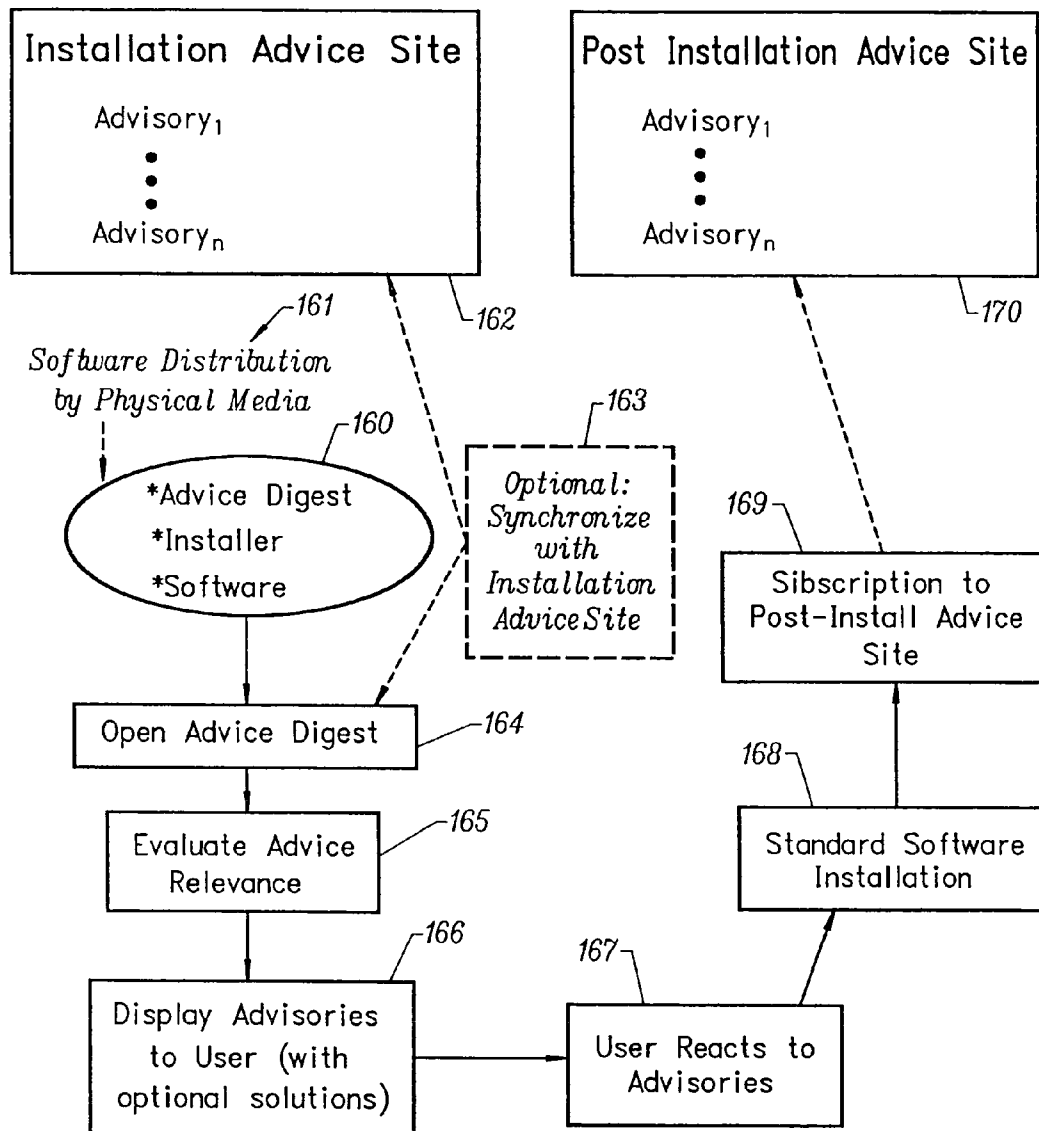 Installation Advice Site
Advisory₁
•
•
•
Advisoryₙ
162
Post Installation Advice Site
Advisory₁
•
•
•
Advisoryₙ
170
161
Software Distribution
by Physical Media
160
*Advice Digest
*Installer
*Software
163
Optional:
Synchronize
with
Installation
Advice Site
169
Sibscription to
Post-Install Advice
Site
Open Advice Digest
164
168
Standard Software
Installation
165
Evaluate Advice
Relevance
166
Display Advisories
to User (with
optional solutions)
167
User Reacts to
Advisories